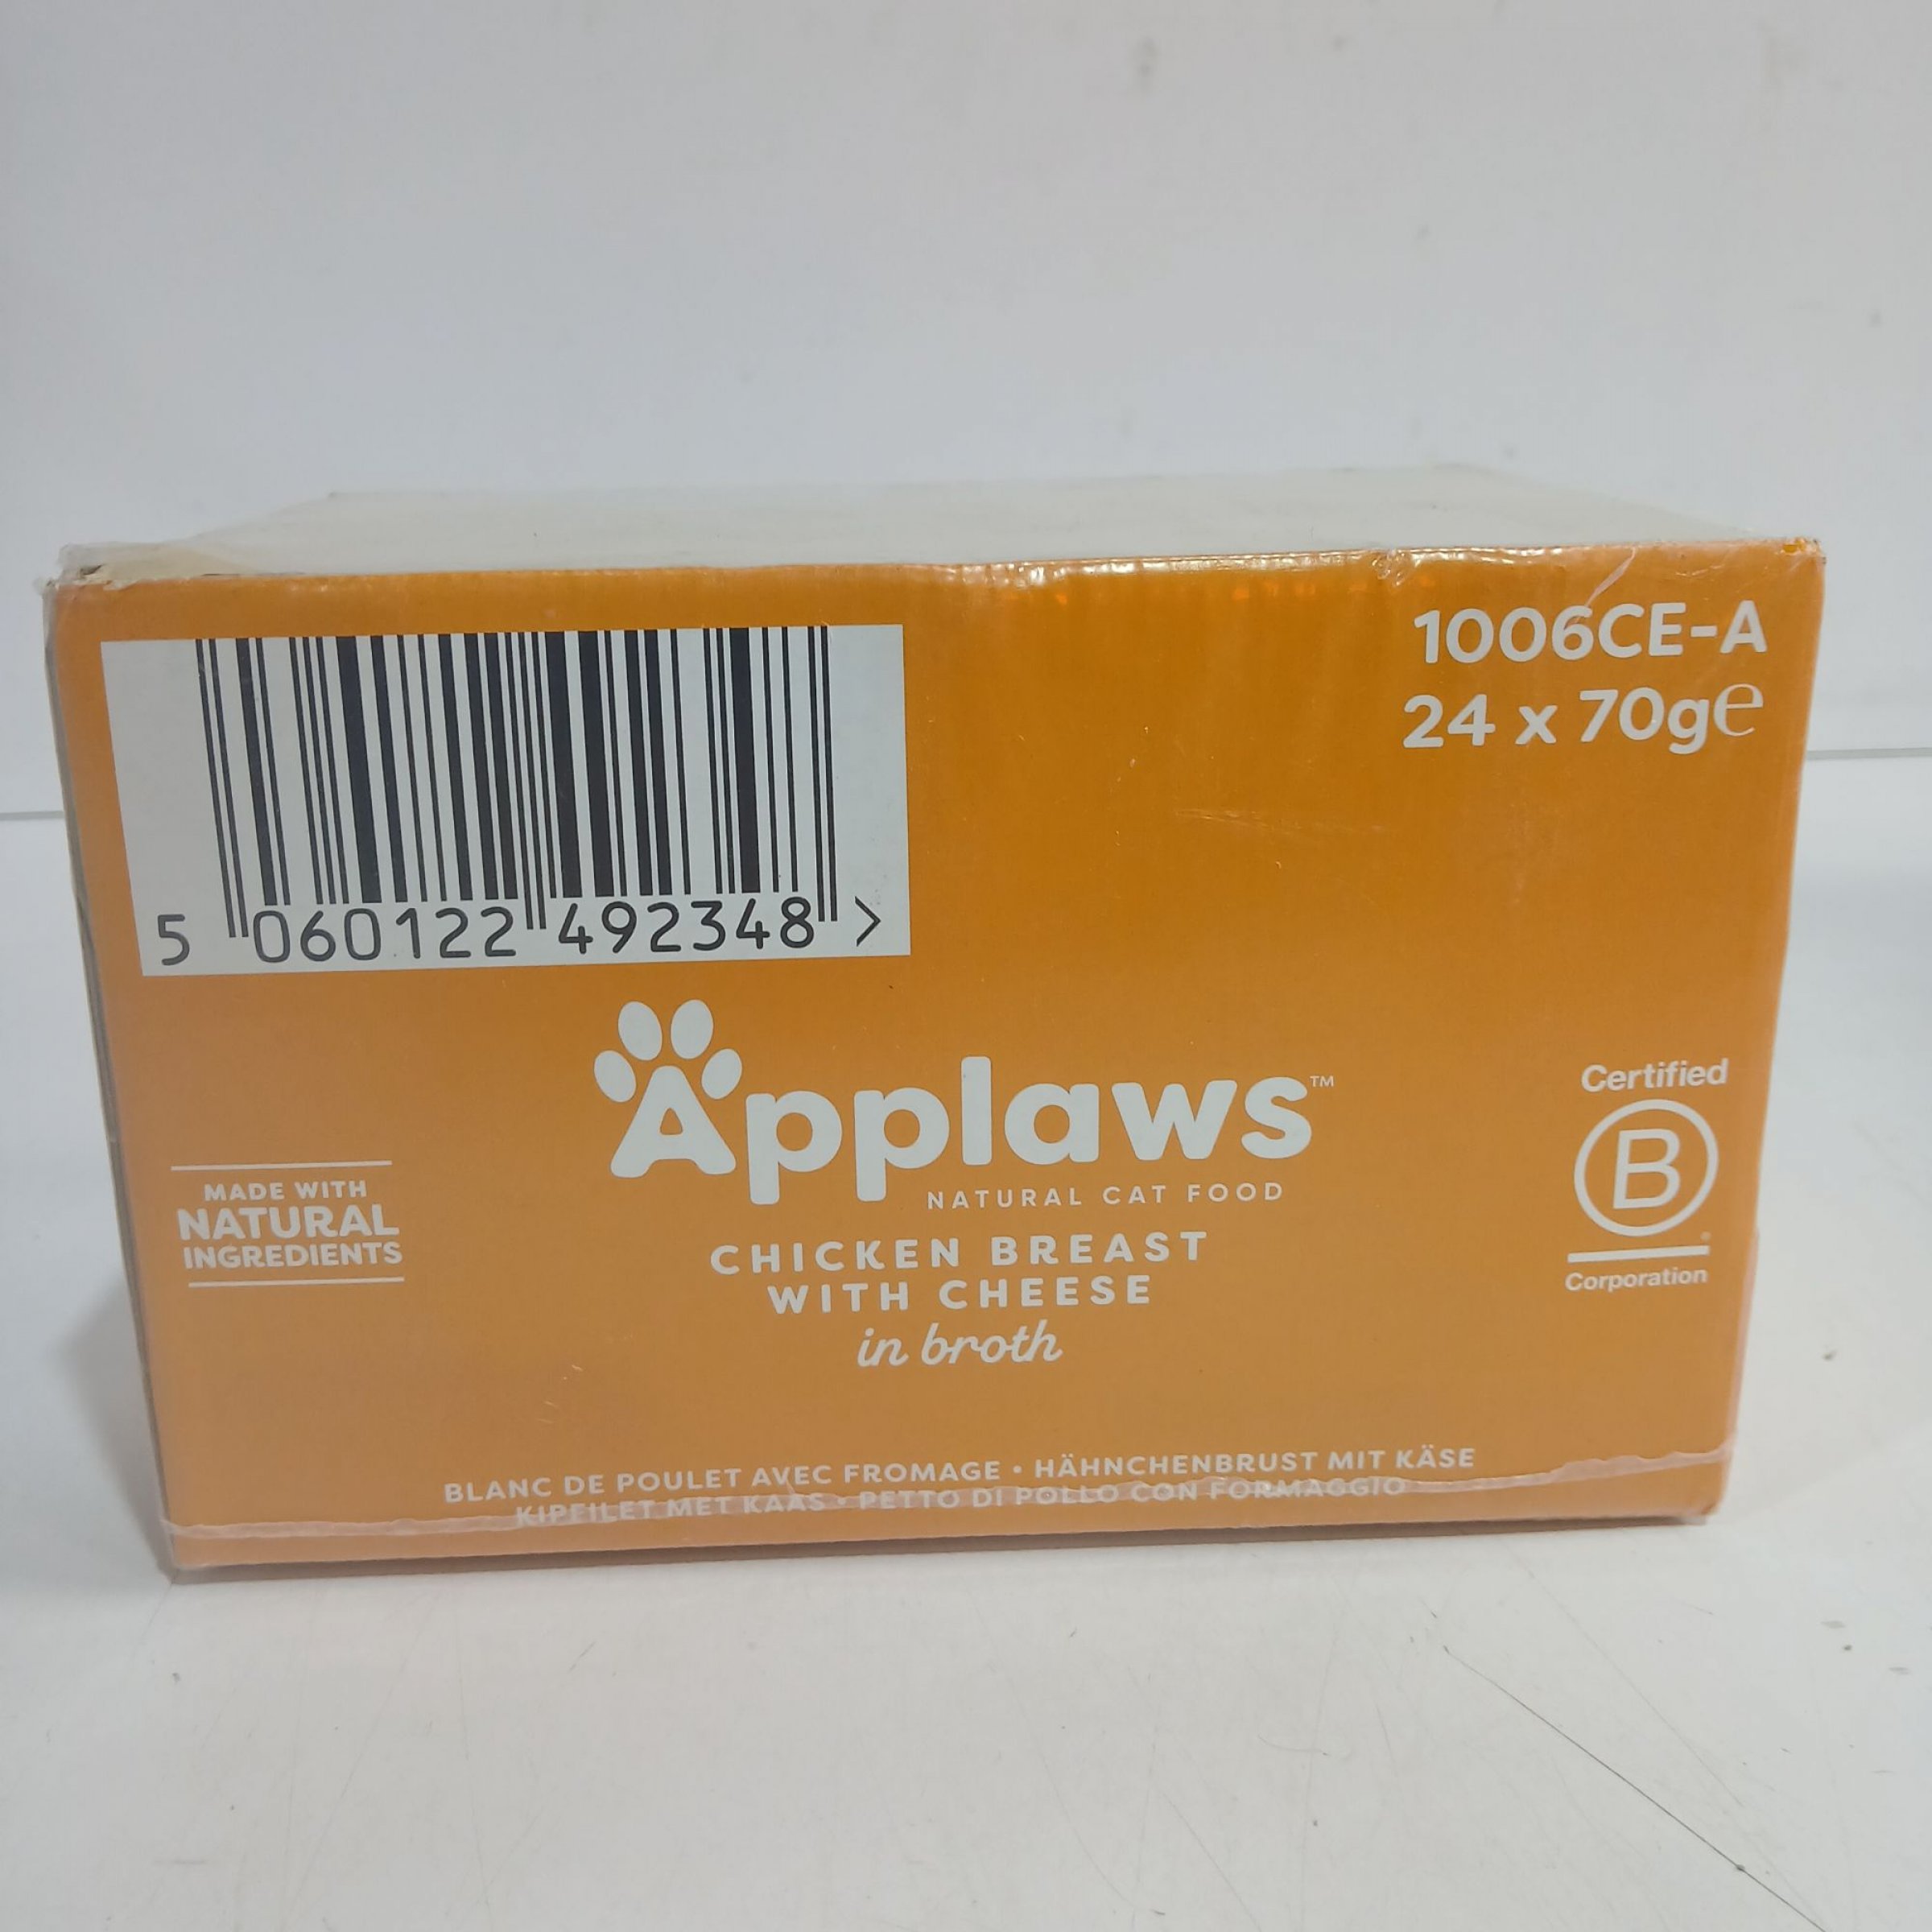 1006CE-A
24 x 70g℮
5 060122 492348 >
Applaws™
NATURAL CAT FOOD
CHICKEN BREAST
WITH CHEESE
in broth
MADE WITH
NATURAL
INGREDIENTS
Certified
B
®
Corporation
BLANC DE POULET AVEC FROMAGE • HÄHNCHENBRUST MIT KÄSE
KIPFILET MET KAAS • PETTO DI POLLO CON FORMAGGIO